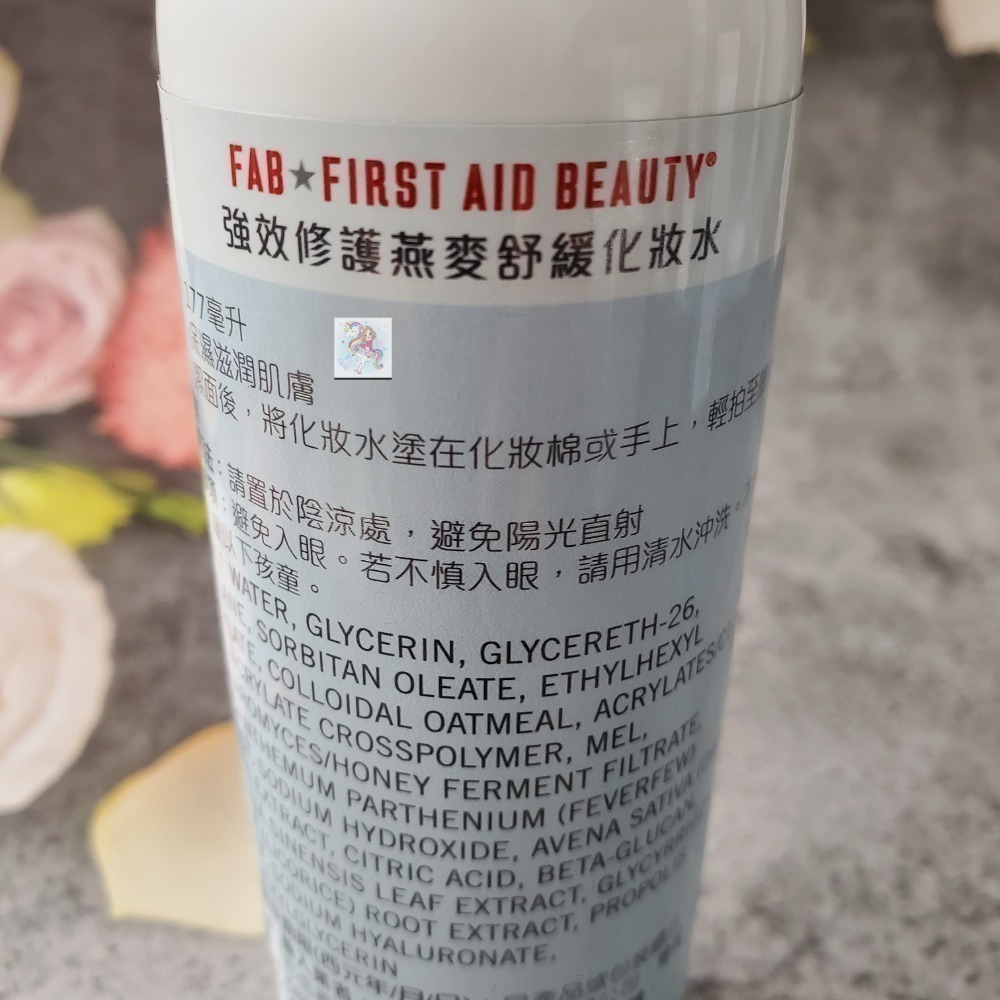 FAB★FIRST AID BEAUTY®
強效修護燕麥舒緩化妝水
177毫升
保濕滋潤肌膚
潔面後，將化妝水塗在化妝棉或手上，輕拍至
：請置於陰涼處，避免陽光直射
：避免入眼。若不慎入眼，請用清水沖洗。
以下孩童。
WATER, GLYCERIN, GLYCERETH-26,
SORBITAN OLEATE, ETHYLHEXYL
COLLOIDAL OATMEAL, ACRYLATES/
CROSSPOLYMER, MEL,
/HONEY FERMENT FILTRATE,
PARTHENIUM (FEVERFEW)
SODIUM HYDROXIDE, AVENA SATIVA
EXTRACT, CITRIC ACID, BETA-GLUCAN,
SINENSIS LEAF EXTRACT,
(LICORICE) ROOT EXTRACT, PROPOLIS
SODIUM HYALURONATE,